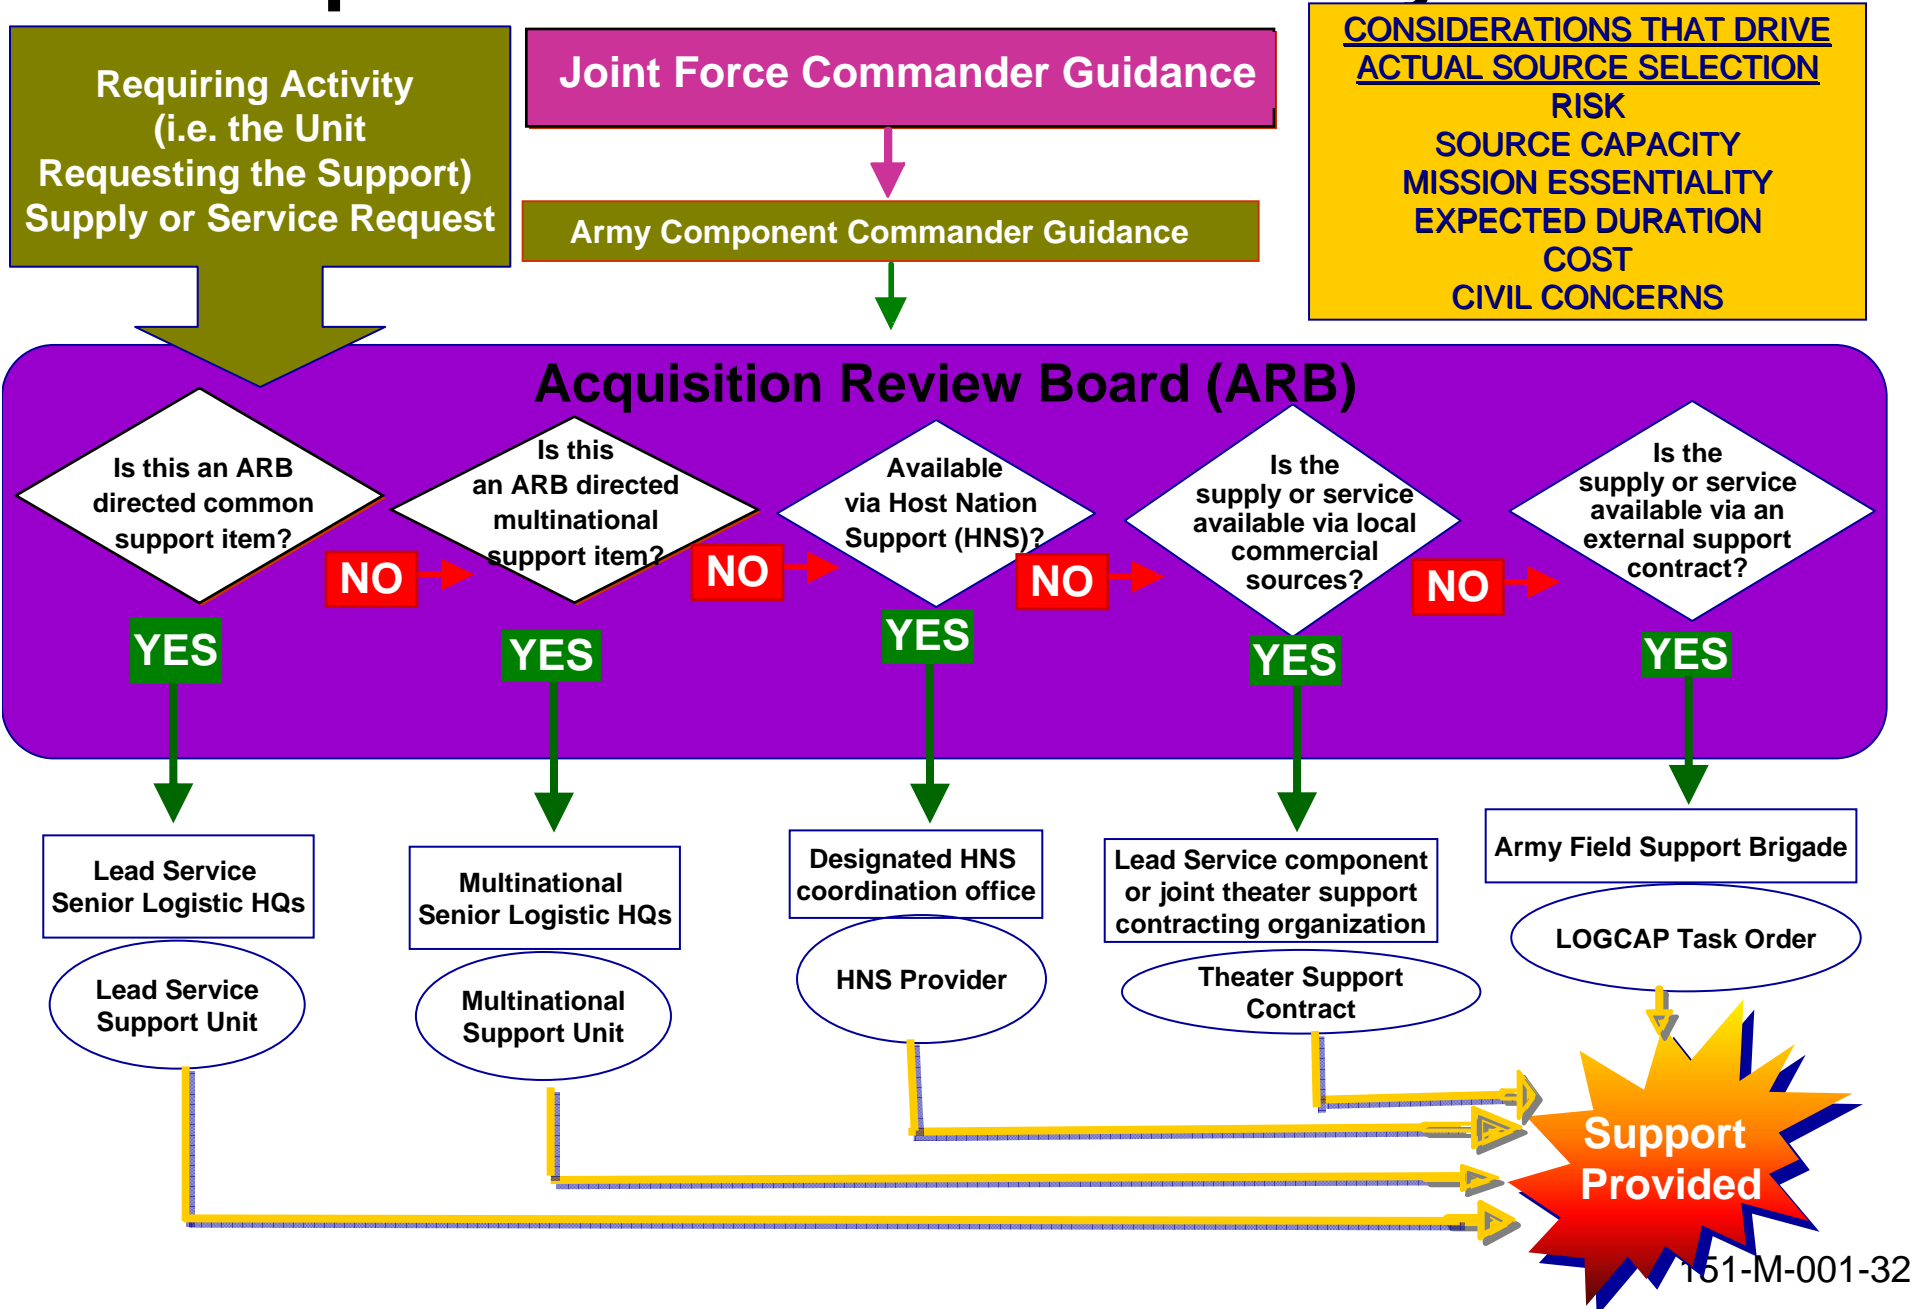 Requiring Activity
(i.e. the Unit
Requesting the Support)
Supply or Service Request
Joint Force Commander Guidance
Army Component Commander Guidance
CONSIDERATIONS THAT DRIVE
ACTUAL SOURCE SELECTION
RISK
SOURCE CAPACITY
MISSION ESSENTIALITY
EXPECTED DURATION
COST
CIVIL CONCERNS
Acquisition Review Board (ARB)
Is this an ARB
directed common
support item?
NO
YES
Is this
an ARB directed
multinational
support item?
NO
YES
Available
via Host Nation
Support (HNS)?
NO
YES
Is the
supply or service
available via local
commercial
sources?
NO
YES
Is the
supply or service
available via an
external support
contract?
YES
Lead Service
Senior Logistic HQs
Lead Service
Support Unit
Multinational
Senior Logistic HQs
Multinational
Support Unit
Designated HNS
coordination office
HNS Provider
Lead Service component
or joint theater support
contracting organization
Theater Support
Contract
Army Field Support Brigade
LOGCAP Task Order
Support
Provided
151-M-001-32